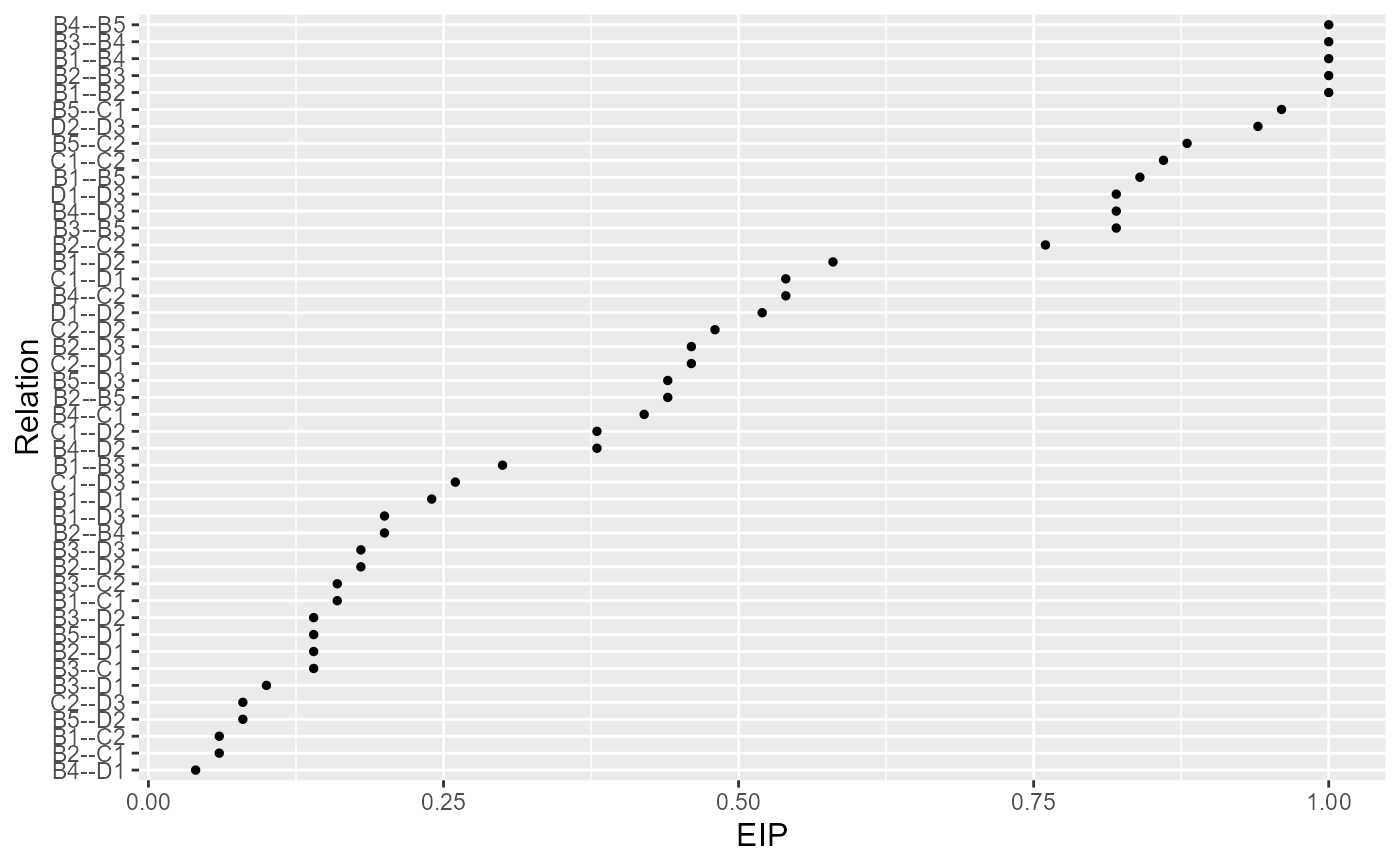 B4--B5
B3--B4
B1--B4
B2--B3
B1--B2
B5--C1
D2--D3
B5--C2
C1--C2
B1--B5
D1--D3
B4--D3
B3--B5
B2--C2
B1--D2
C1--D1
B4--C2
D1--D2
C2--D2
B2--D3
C2--D1
B5--D3
B2--B5
B4--C1
C1--D2
B4--D2
B1--B3
C1--D3
B1--D1
B1--D3
B2--B4
B3--D3
B2--D2
B3--C2
B1--C1
B3--D2
B5--D1
B2--D1
B3--C1
B3--D1
C2--D3
B5--D2
B1--C2
B2--C1
B4--D1
Relation
0.00 0.25 0.50 0.75 1.00
EIP